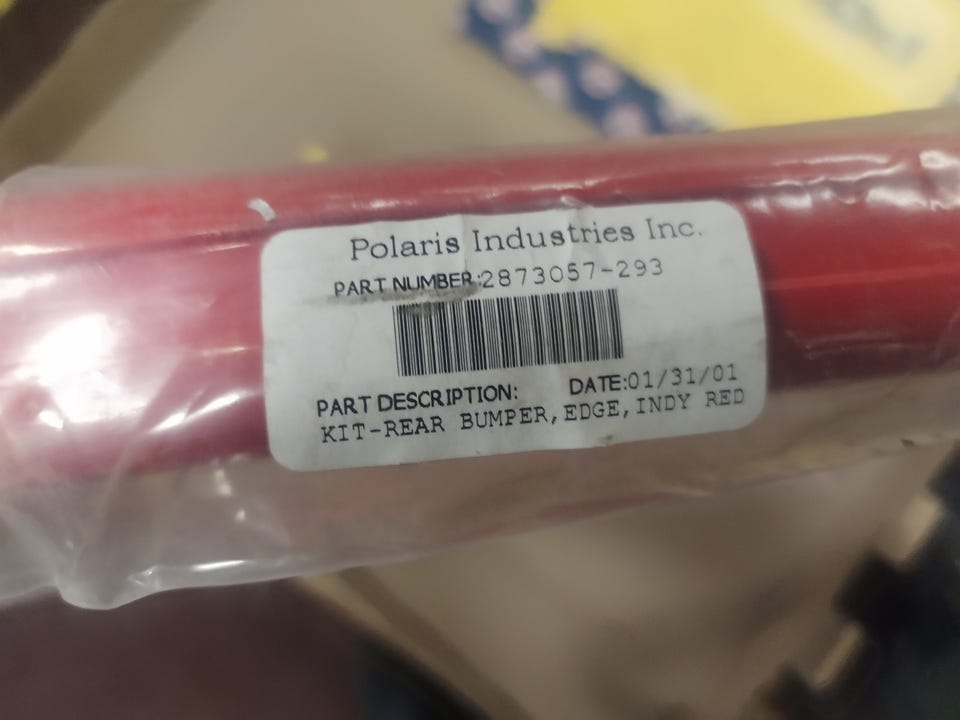 Polaris Industries Inc.
PART NUMBER:2873057-293
PART DESCRIPTION: DATE:01/31/01
KIT-REAR BUMPER,EDGE,INDY RED